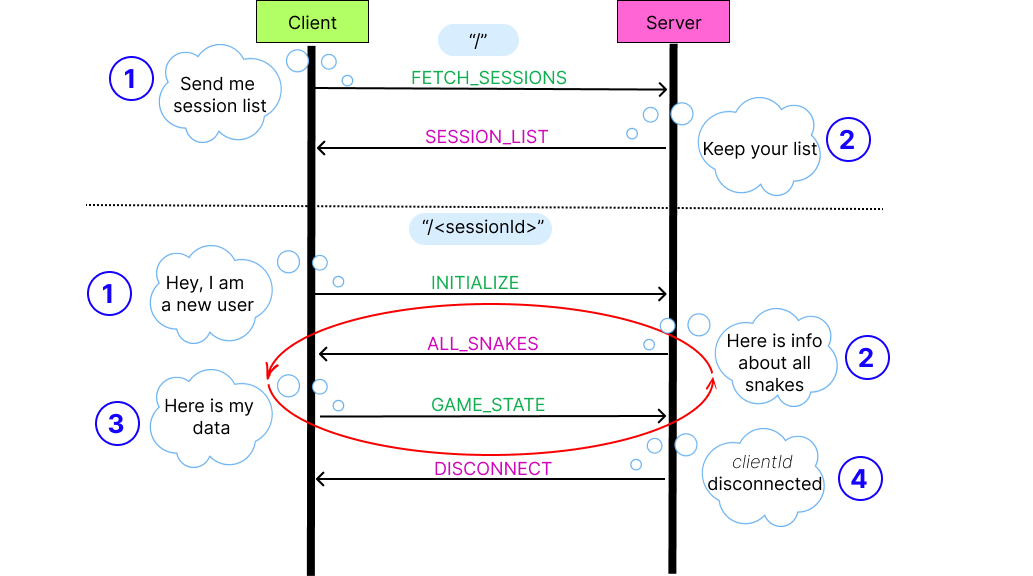 Client
Server
“/”
1
Send me
session list
FETCH_SESSIONS
SESSION_LIST
Keep your list
2
“/<sessionId>”
1
Hey, I am
a new user
INITIALIZE
ALL_SNAKES
Here is info
about all
snakes
2
3
Here is my
data
GAME_STATE
DISCONNECT
clientId
disconnected
4